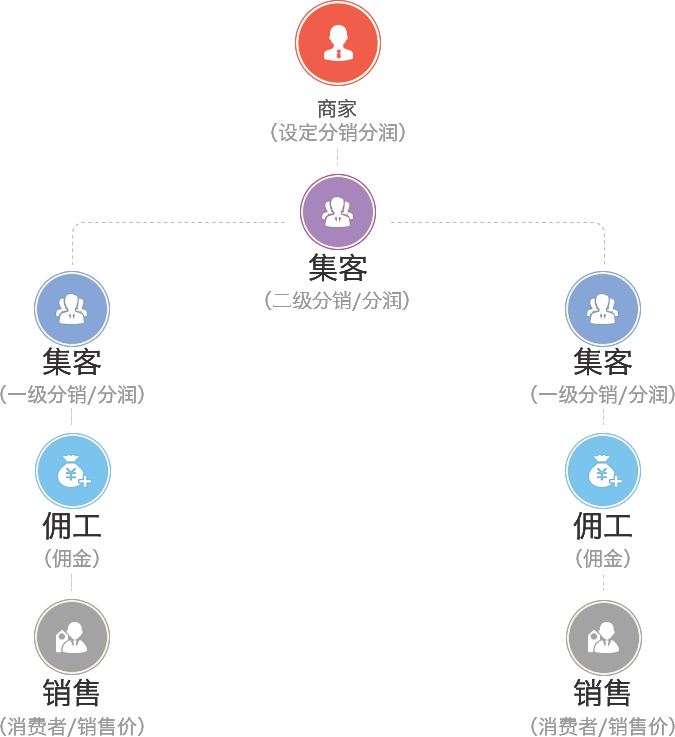 商家
（设定分销分润）
集客
（二级分销/分润）
集客
（一级分销/分润）
集客
（一级分销/分润）
佣工
（佣金）
佣工
（佣金）
销售
（消费者/销售价）
销售
（消费者/销售价）